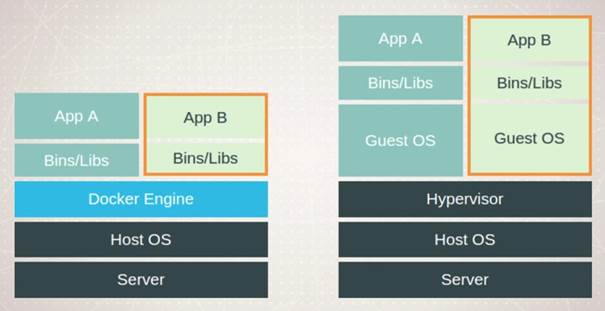 App A
App B
Bins/Libs
Bins/Libs
Docker Engine
Host OS
Server
App A
App B
Bins/Libs
Bins/Libs
Guest OS
Guest OS
Hypervisor
Host OS
Server